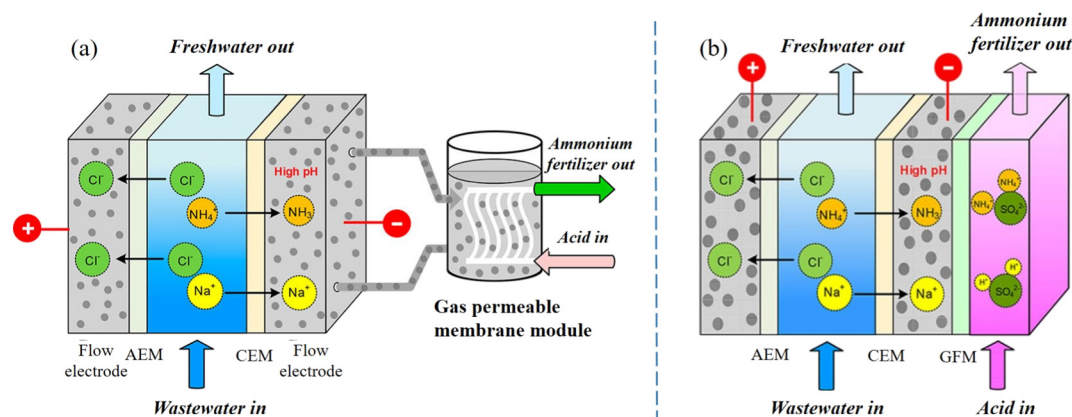 (a)
Freshwater out
+
Cl⁻
Cl⁻
NH₄⁺
High pH
NH₃
Cl⁻
Cl⁻
Na⁺
Na⁺
−
Flow
electrode
AEM
CEM
Flow
electrode
Wastewater in
Ammonium
fertilizer out
Acid in
Gas permeable
membrane module
(b)
Freshwater out
Ammonium
fertilizer out
+
−
Cl⁻
Cl⁻
NH₄⁺
High pH
NH₃
NH₄⁺
NH₄⁺
SO₄²⁻
Cl⁻
Cl⁻
Na⁺
Na⁺
H⁺
H⁺
SO₄²⁻
AEM
CEM
GFM
Wastewater in
Acid in